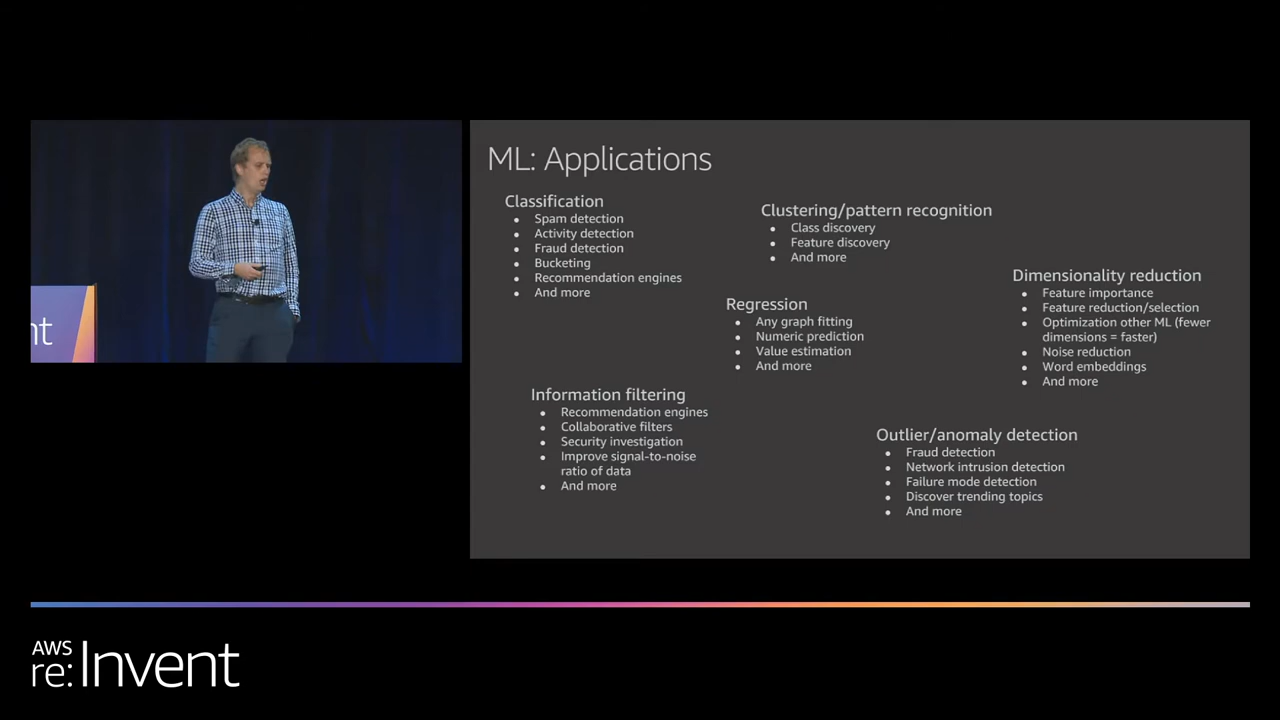 ML: Applications
Classification
• Spam detection
• Activity detection
• Fraud detection
• Bucketing
• Recommendation engines
• And more
Clustering/pattern recognition
• Class discovery
• Feature discovery
• And more
Dimensionality reduction
• Feature importance
• Feature reduction/selection
• Optimization other ML (fewer
dimensions = faster)
• Noise reduction
• Word embeddings
• And more
Regression
• Any graph fitting
• Numeric prediction
• Value estimation
• And more
Information filtering
• Recommendation engines
• Collaborative filters
• Security investigation
• Improve signal-to-noise
ratio of data
• And more
Outlier/anomaly detection
• Fraud detection
• Network intrusion detection
• Failure mode detection
• Discover trending topics
• And more
nt
AWS
re:Invent